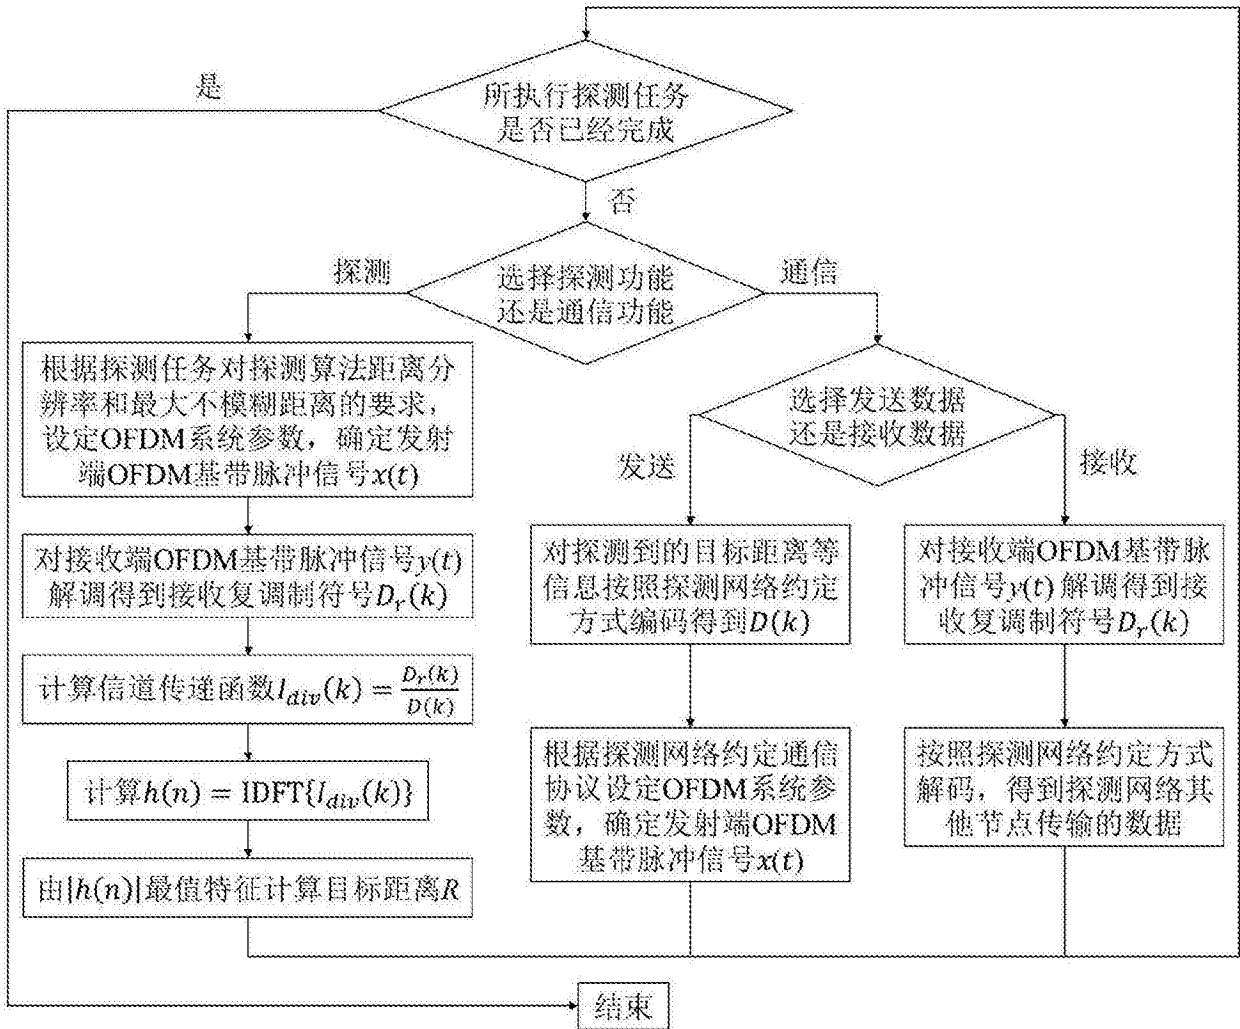 是
所执行探测任务
是否已经完成
否
探测
选择探测功能
还是通信功能
通信
根据探测任务对探测算法距离分
辨率和最大不模糊距离的要求，
设定OFDM系统参数，确定发射
端OFDM基带脉冲信号x(t)
选择发送数据
还是接收数据
发送
接收
对接收端OFDM基带脉冲信号y(t)
解调得到接收复调制符号D_r(k)
对探测到的目标距离等
信息按照探测网络约定
方式编码得到D(k)
对接收端OFDM基带脉
冲信号y(t)解调得到接
收复调制符号D_r(k)
计算信道传递函数I_{div}(k) = \frac{D_r(k)}{D(k)}
计算h(n) = IDFT{I_{div}(k)}
由|h(n)|最值特征计算目标距离R
根据探测网络约定通信
协议设定OFDM系统参
数，确定发射端OFDM
基带脉冲信号x(t)
按照探测网络约定方式
解码，得到探测网络其
他节点传输的数据
结束